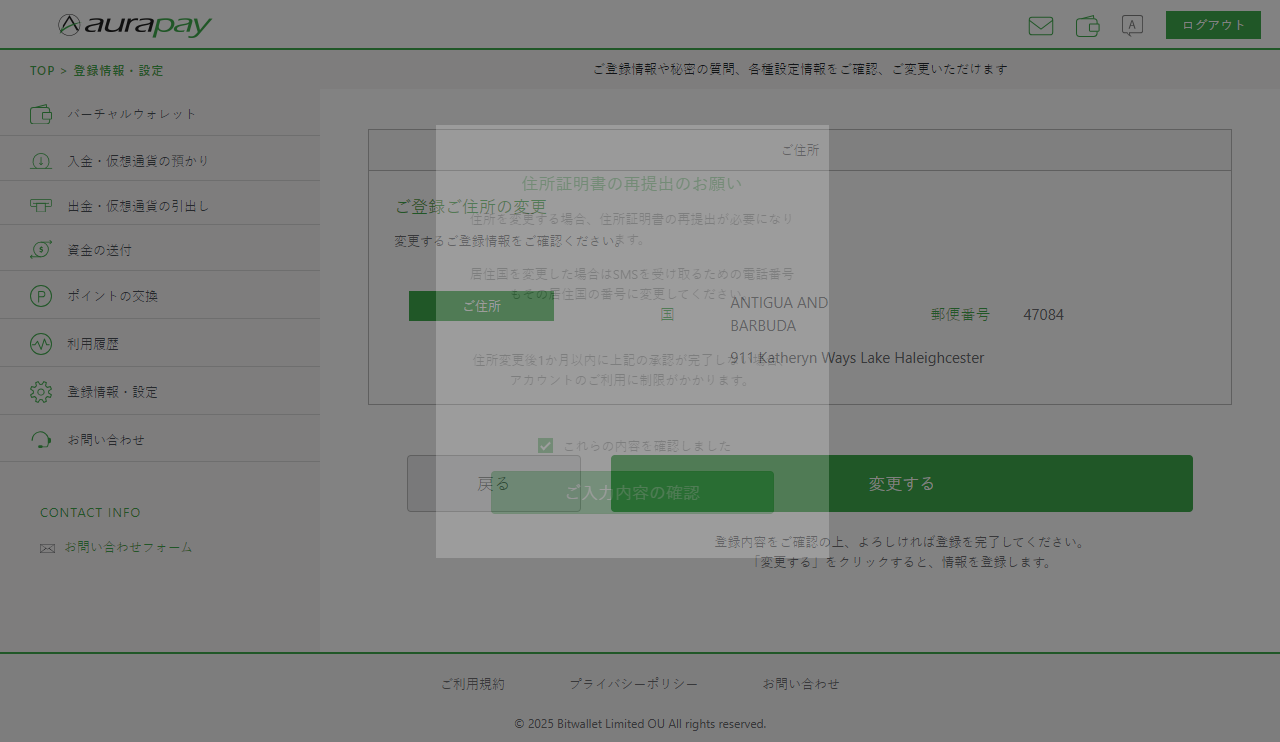 aurapay
A
ログアウト
TOP > 登録情報・設定
ご登録情報や秘密の質問、各種設定情報をご確認、ご変更いただけます
バーチャルウォレット
入金・仮想通貨の預かり
出金・仮想通貨の引出し
資金の送付
ポイントの交換
利用履歴
登録情報・設定
お問い合わせ
CONTACT INFO
お問い合わせフォーム
ご住所
ご登録ご住所の変更
変更するご登録情報をご確認ください。
ご住所
国
ANTIGUA AND
BARBUDA
郵便番号
47084
911 Katheryn Ways Lake Haleighcester
戻る
変更する
登録内容をご確認の上、よろしければ登録を完了してください。
「変更する」をクリックすると、情報を登録します。
住所証明書の再提出のお願い
住所を変更する場合、住所証明書の再提出が必要になり
ます。
居住国を変更した場合はSMSを受け取るための電話番号
もその居住国の番号に変更してください。
住所変更後1か月以内に上記の承認が完了しない場合、
アカウントのご利用に制限がかかります。
これらの内容を確認しました
ご入力内容の確認
ご利用規約
プライバシーポリシー
お問い合わせ
© 2025 Bitwallet Limited OU All rights reserved.